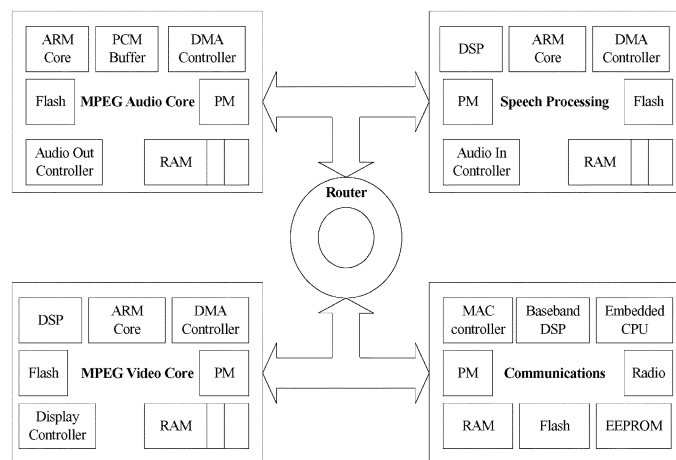 ARM
Core
PCM
Buffer
DMA
Controller
Flash
MPEG Audio Core
PM
Audio Out
Controller
RAM
DSP
ARM
Core
DMA
Controller
PM
Speech Processing
Flash
Audio In
Controller
RAM
Router
DSP
ARM
Core
DMA
Controller
Flash
MPEG Video Core
PM
Display
Controller
RAM
MAC
controller
Baseband
DSP
Embedded
CPU
PM
Communications
Radio
RAM
Flash
EEPROM